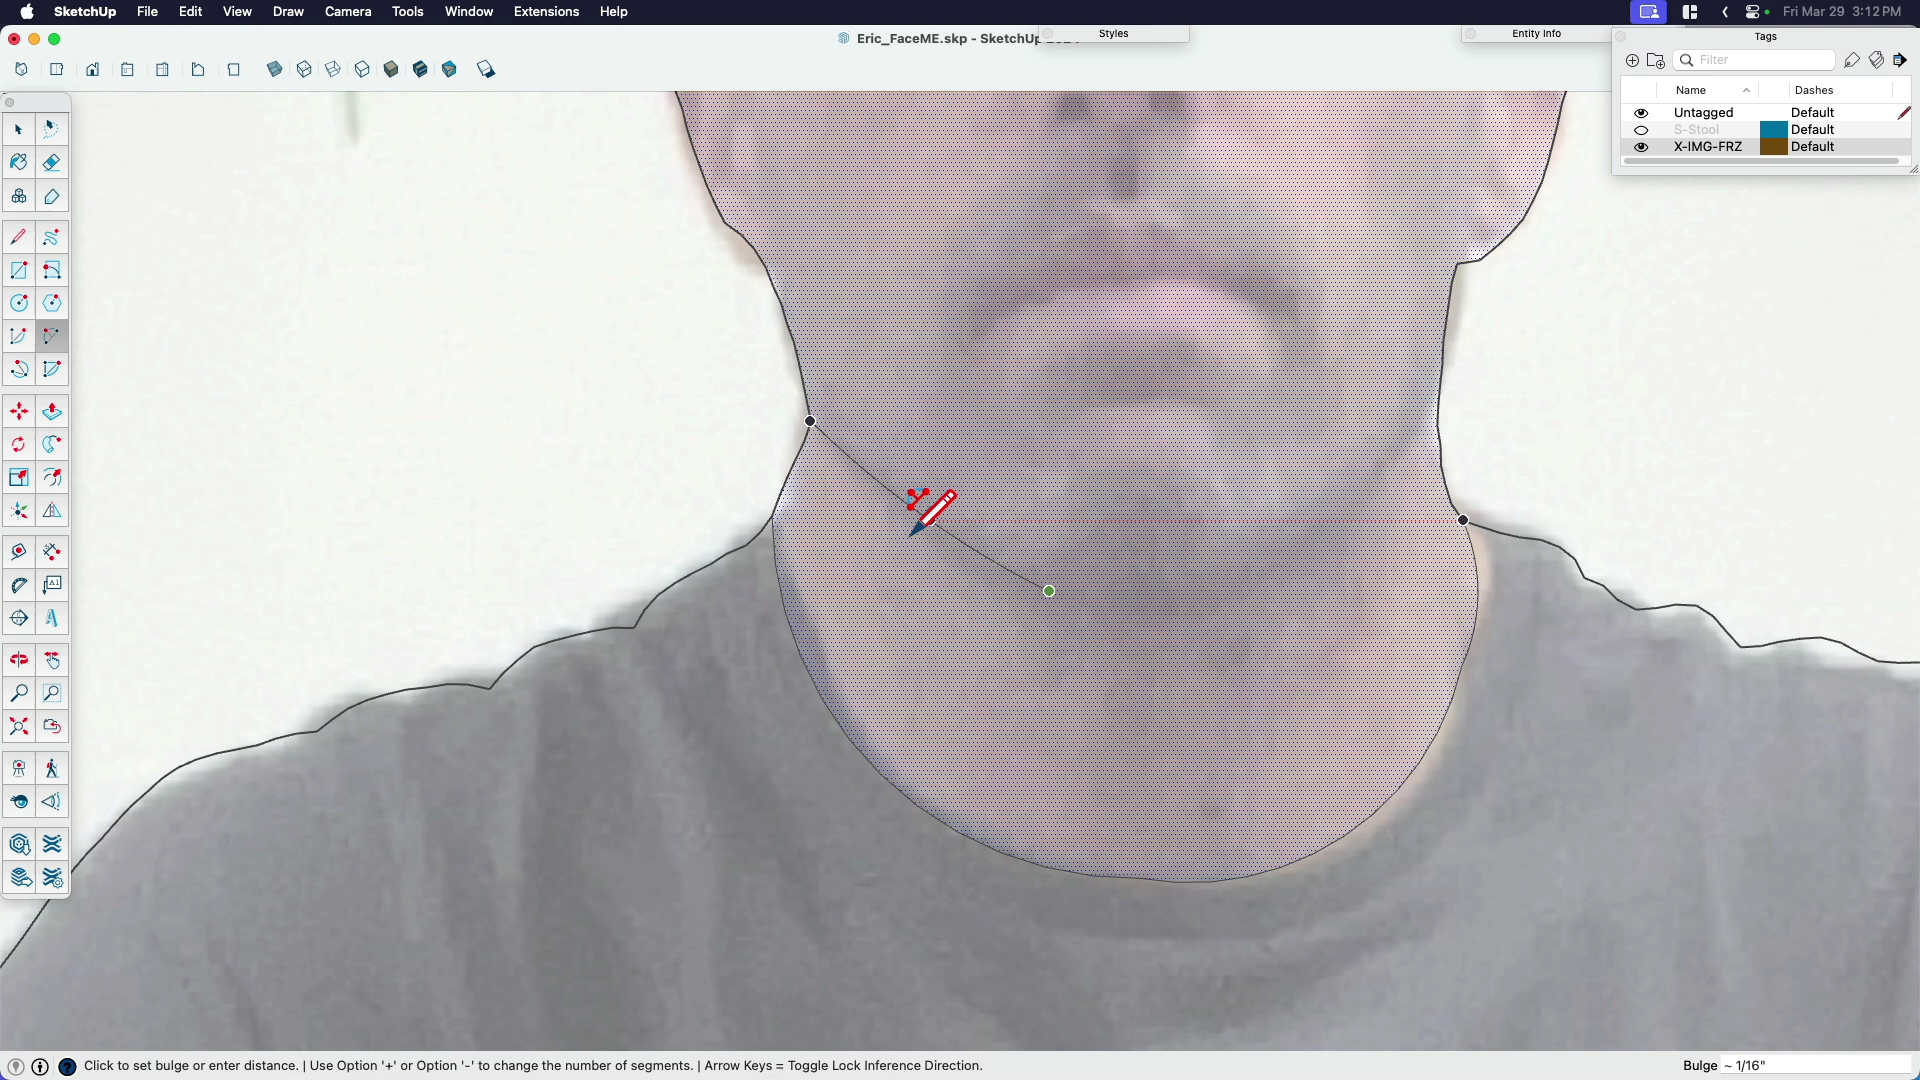 SketchUp File Edit View Draw Camera Tools Window Extensions Help Fri Mar 29 3:12 PM
Eric_FaceME.skp - SketchUp
Styles
Entity Info
Tags
Filter
Name Dashes
Untagged Default
S-Stool Default
X-IMG-FRZ Default
A1
A
? Click to set bulge or enter distance. | Use Option '+' or Option '-' to change the number of segments. | Arrow Keys = Toggle Lock Inference Direction. Bulge ~ 1/16"